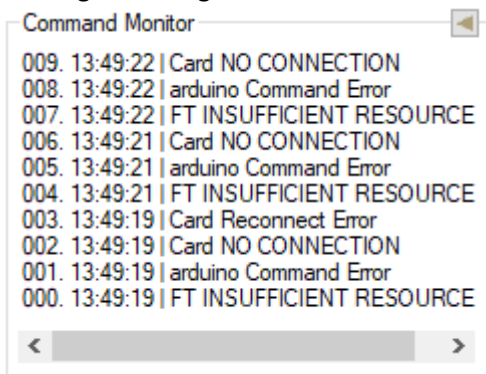 Command Monitor
009. 13:49:22 | Card NO CONNECTION
008. 13:49:22 | arduino Command Error
007. 13:49:22 | FT INSUFFICIENT RESOURCE
006. 13:49:21 | Card NO CONNECTION
005. 13:49:21 | arduino Command Error
004. 13:49:21 | FT INSUFFICIENT RESOURCE
003. 13:49:19 | Card Reconnect Error
002. 13:49:19 | Card NO CONNECTION
001. 13:49:19 | arduino Command Error
000. 13:49:19 | FT INSUFFICIENT RESOURCE